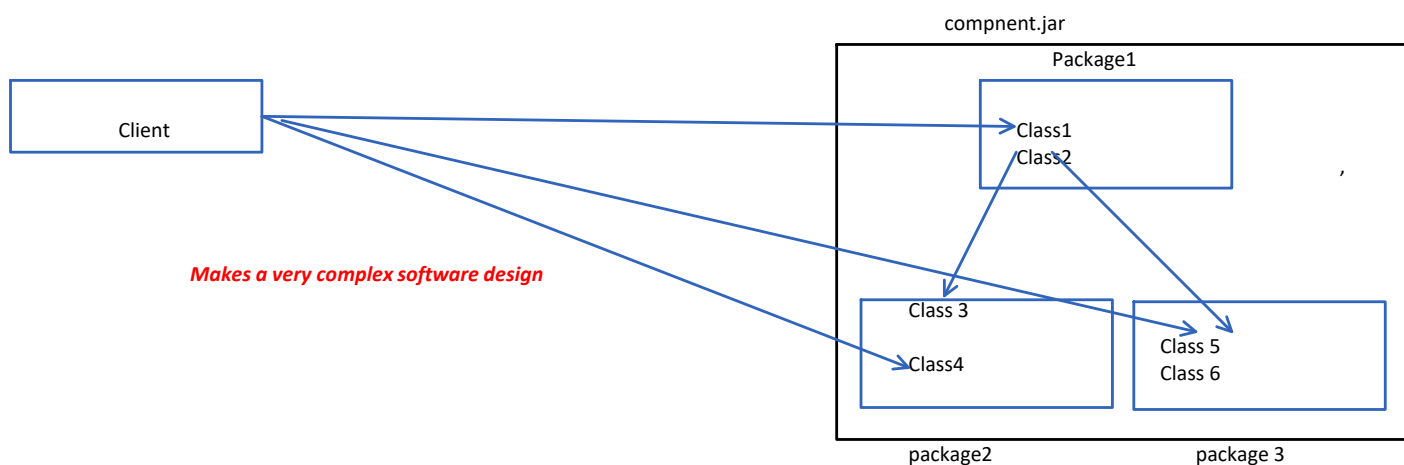 compnent.jar
Package1
Client
Class1
Class2
,
Makes a very complex software design
Class 3
Class4
Class 5
Class 6
package2
package 3